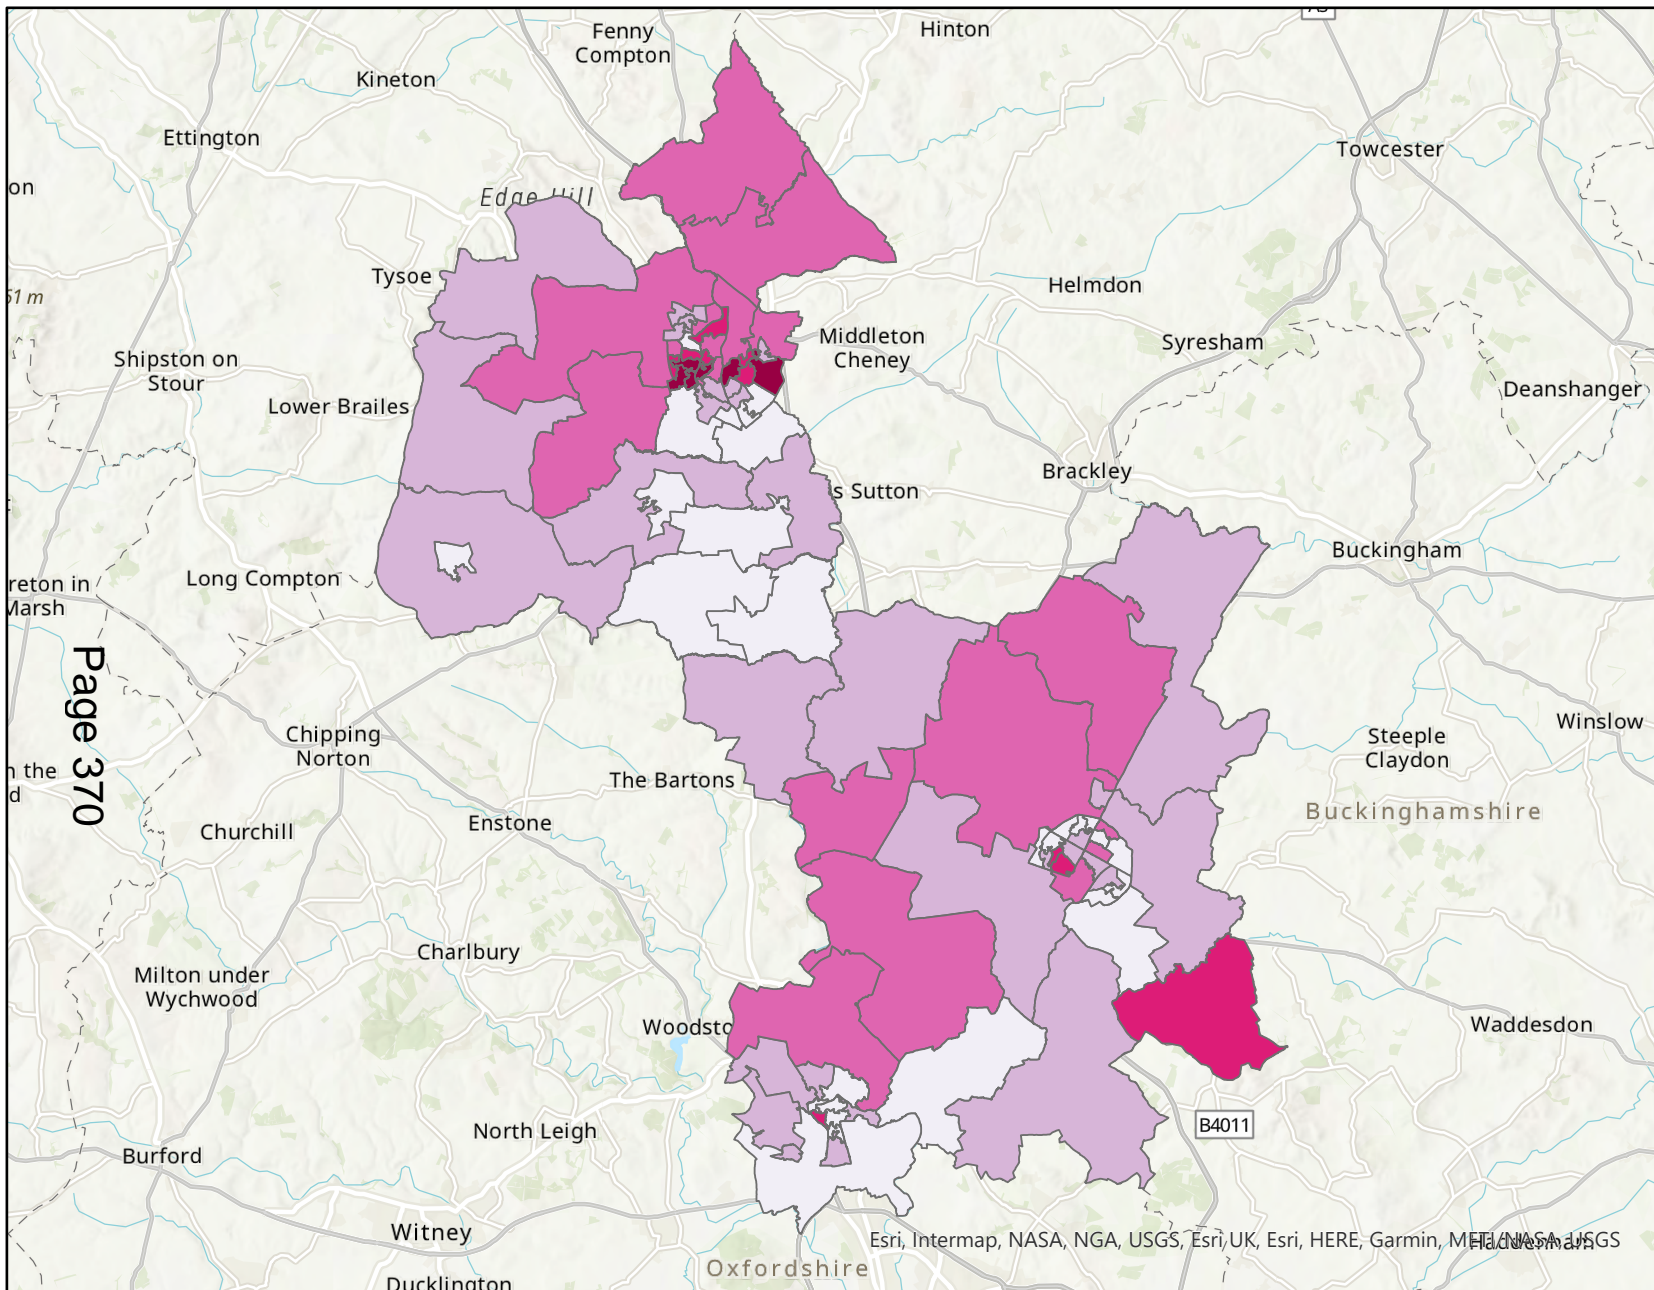 Fenny
Compton
Hinton
Kineton
Ettington
Towcester
on
Edge Hill
Tysoe
Helmdon
51 m
Middleton
Cheney
Syresham
Shipston on
Stour
Deanshanger
Lower Brailes
Brackley
s Sutton
Buckingham
Long Compton
reton in
Marsh
Page 370
Winslow
Chipping
Norton
Steeple
Claydon
n the
d
The Bartons
Buckinghamshire
Churchill
Enstone
Charlbury
Milton under
Wychwood
Woodsto
Waddesdon
North Leigh
B4011
Burford
Witney
Esri, Intermap, NASA, NGA, USGS, Esri UK, Esri, HERE, Garmin, METI/NASA, USGS
Haddenham
Oxfordshire
Ducklington